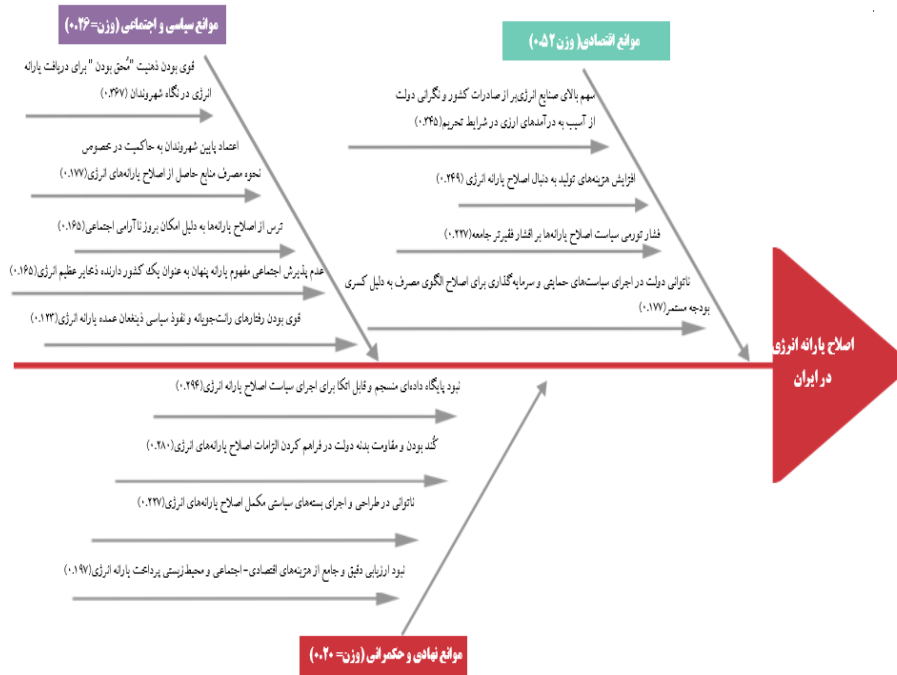 موانع اقتصادی( وزن ۰.۵۲)
سهم بالای صنایع انرژی‌بر از صادرات کشور و نگرانی دولت
از آسیب به درآمدهای ارزی در شرایط تحریم(۰.۳۴۵)
افزایش هزینه‌های تولید به دنبال اصلاح یارانه انرژی (۰.۲۴۹)
فشار تورمی سیاست اصلاح یارانه‌ها بر اقشار فقیرتر جامعه(۰.۲۲۷)
ناتوانی دولت در اجرای سیاست‌های حمایتی و سرمایه‌گذاری برای اصلاح الگوی مصرف به دلیل کسری
بودجه مستمر(۰.۱۷۷)
موانع سیاسی و اجتماعی (وزن= ۰.۲۶)
قوی بودن ذهنیت "مُحق بودن " برای دریافت یارانه
انرژی در نگاه شهروندان (۰.۳۶۷)
اعتماد پایین شهروندان به حاکمیت در خصوص
نحوه مصرف منابع حاصل از اصلاح یارانه‌های انرژی(۰.۱۷۷)
ترس از اصلاح یارانه‌ها به دلیل امکان بروز ناآرامی اجتماعی(۰.۱۶۵)
عدم پذیرش اجتماعی مفهوم یارانه پنهان به عنوان یک کشور دارنده ذخایر عظیم انرژی(۰.۱۶۵)
قوی بودن رفتارهای رانت‌جویانه و نفوذ سیاسی ذینفعان عمده یارانه انرژی(۰.۱۲۳)
اصلاح یارانه انرژی
در ایران
نبود پایگاه داده‌ای منسجم و قابل اتکا برای اجرای سیاست اصلاح یارانه انرژی(۰.۲۹۴)
کُند بودن و مقاومت بدنه دولت در فراهم کردن الزامات اصلاح یارانه‌های انرژی(۰.۲۸۰)
ناتوانی در طراحی و اجرای بسته‌های سیاستی مکمل اصلاح یارانه‌های انرژی(۰.۲۲۷)
نبود ارزیابی دقیق و جامع از هزینه‌های اقتصادی- اجتماعی و محیط‌زیستی پرداخت یارانه انرژی(۰.۱۹۷)
موانع نهادی و حکمرانی (وزن= ۰.۲۰)